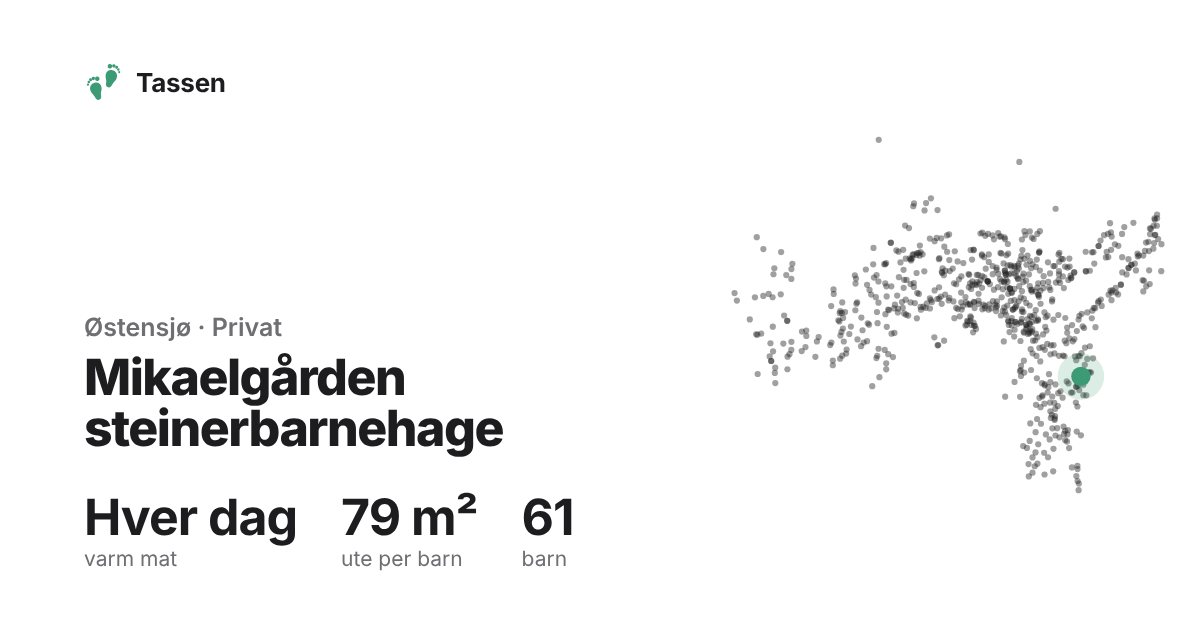 Tassen
Østensjø · Privat
Mikaelgården
steinerbarnehage
Hver dag
varm mat
79 m²
ute per barn
61
barn